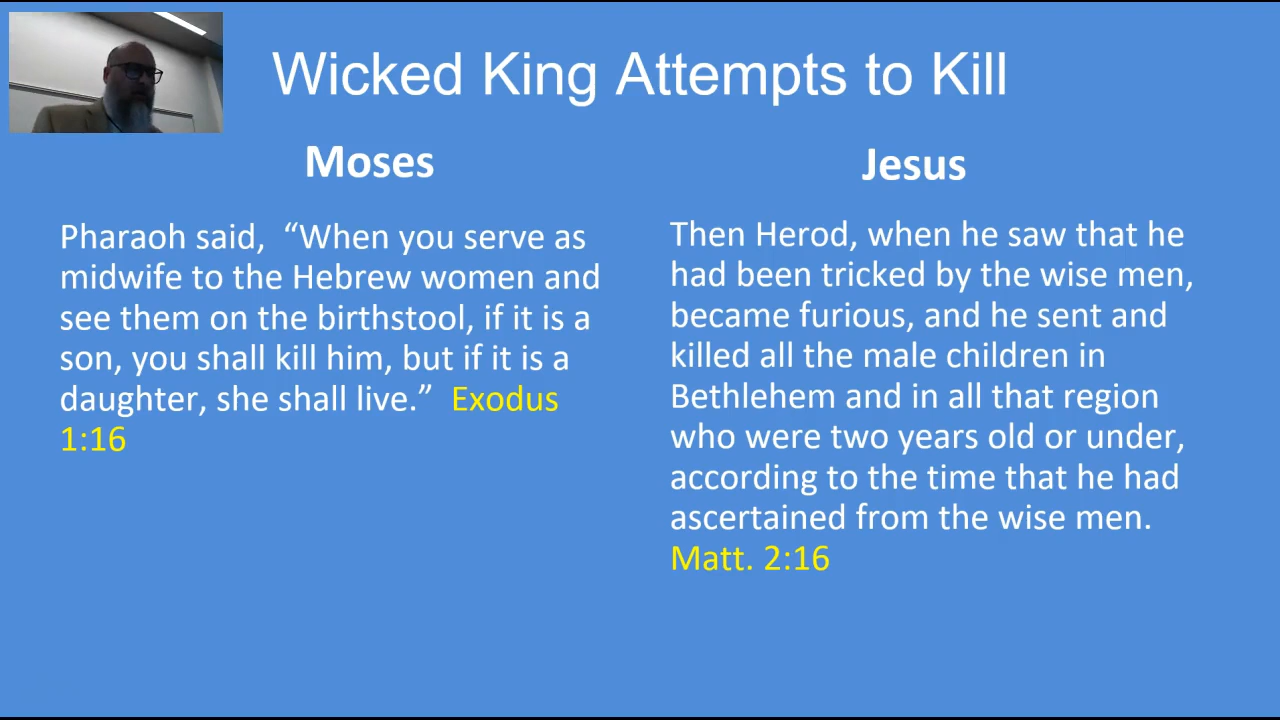 Wicked King Attempts to Kill
Moses
Pharaoh said,  “When you serve as
midwife to the Hebrew women and
see them on the birthstool, if it is a
son, you shall kill him, but if it is a
daughter, she shall live.”  Exodus
1:16
Jesus
Then Herod, when he saw that he
had been tricked by the wise men,
became furious, and he sent and
killed all the male children in
Bethlehem and in all that region
who were two years old or under,
according to the time that he had
ascertained from the wise men.
Matt. 2:16